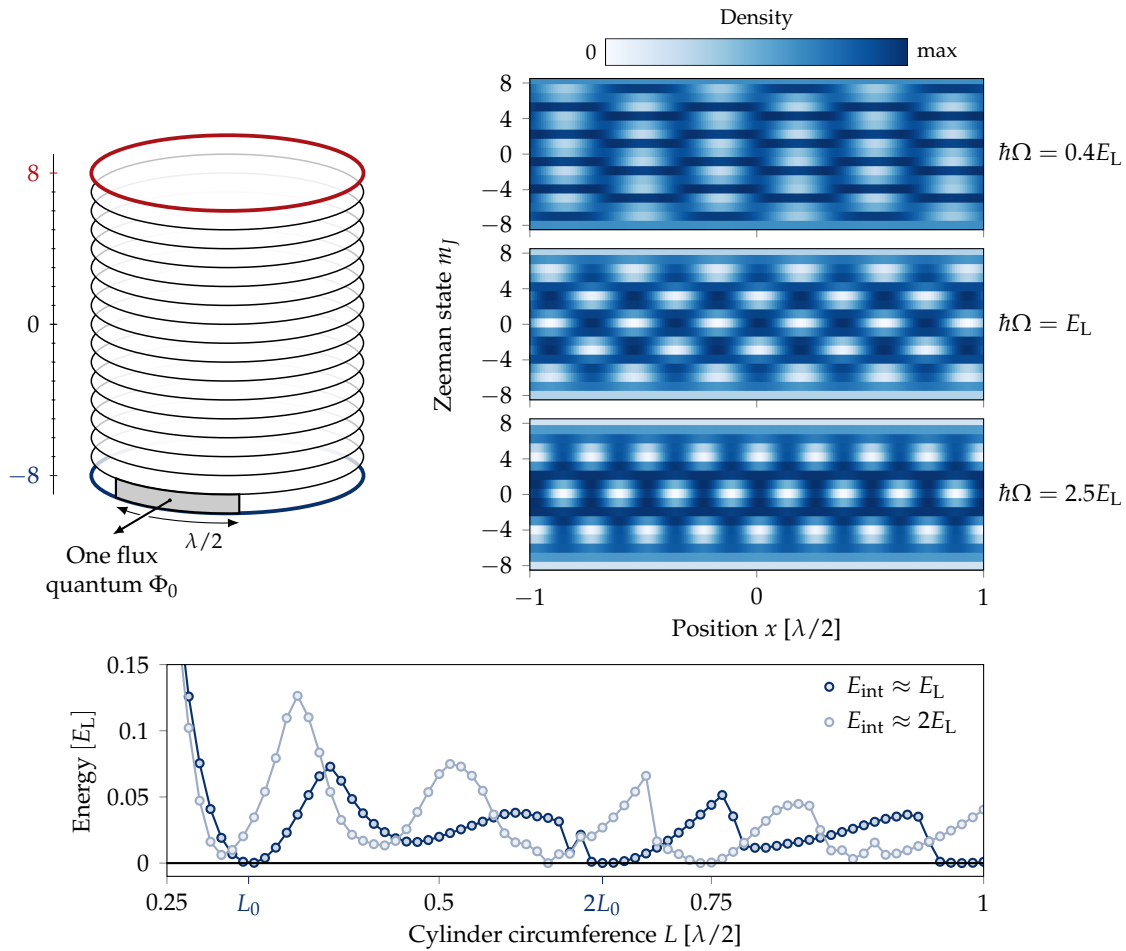 Density
0
max
8
0
−8
λ/2
One flux
quantum Φ₀
Zeeman state m_J
8
4
0
−4
−8
ℏΩ = 0.4E_L
8
4
0
−4
−8
ℏΩ = E_L
8
4
0
−4
−8
ℏΩ = 2.5E_L
−1
0
1
Position x [λ/2]
Energy [E_L]
0.15
0.1
0.05
0
E_int ≈ E_L
E_int ≈ 2E_L
0.25
L₀
0.5
2L₀
0.75
1
Cylinder circumference L [λ/2]